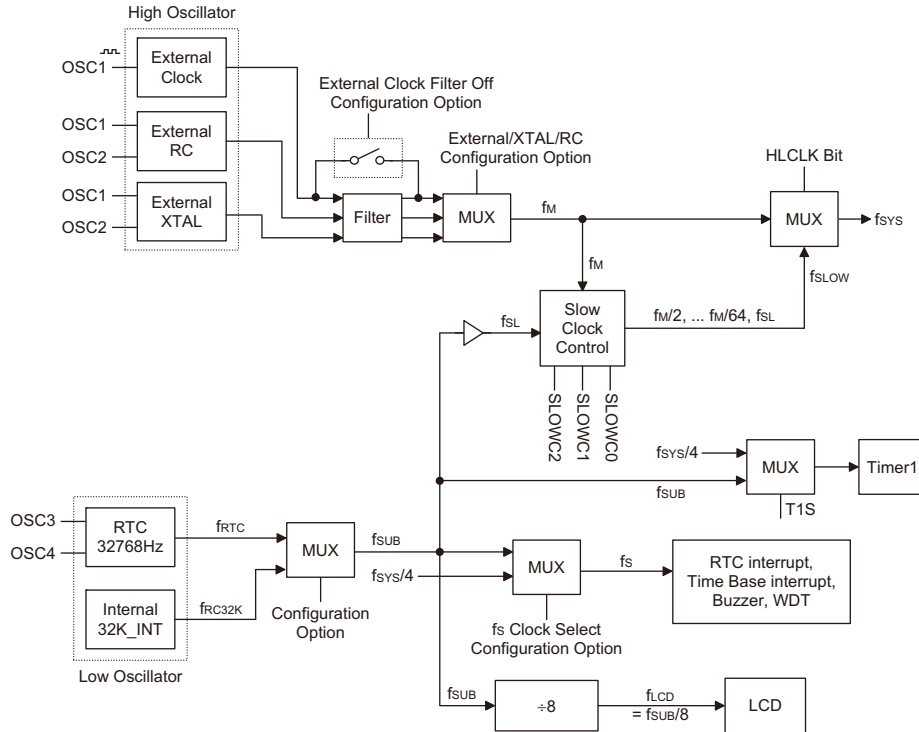 High Oscillator
OSC1
External
Clock
OSC1
OSC2
External
RC
OSC1
OSC2
External
XTAL
External Clock Filter Off
Configuration Option
Filter
External/XTAL/RC
Configuration Option
MUX
fM
HLCLK Bit
MUX
fSYS
fM
fSLOW
fSL
Slow
Clock
Control
fM/2, ... fM/64, fSL
SLOWC2
SLOWC1
SLOWC0
fSYS/4
fSUB
MUX
T1S
Timer1
OSC3
OSC4
RTC
32768Hz
fRTC
Internal
32K_INT
fRC32K
Low Oscillator
MUX
Configuration
Option
fSUB
fSYS/4
MUX
fS
fs Clock Select
Configuration Option
RTC interrupt,
Time Base interrupt,
Buzzer, WDT
fSUB
÷8
fLCD
= fSUB/8
LCD